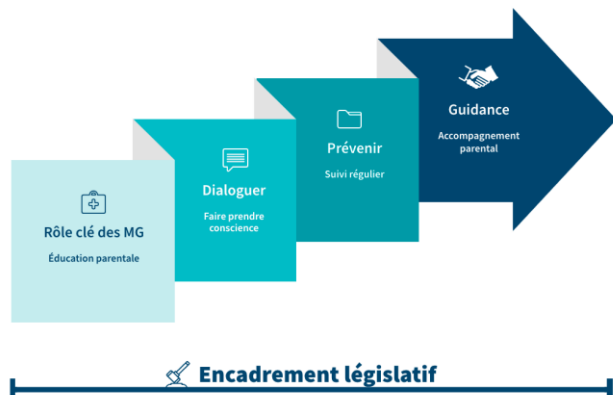 Rôle clé des MG
Éducation parentale
Dialoguer
Faire prendre
conscience
Prévenir
Suivi régulier
Guidance
Accompagnement
parental
Encadrement législatif